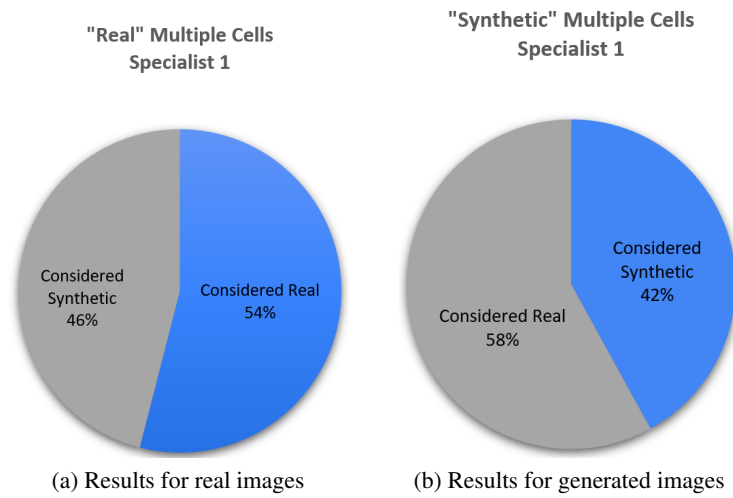 "Real" Multiple Cells
Specialist 1
Considered
Synthetic
46%
Considered Real
54%
(a) Results for real images
"Synthetic" Multiple Cells
Specialist 1
Considered
Synthetic
42%
Considered Real
58%
(b) Results for generated images